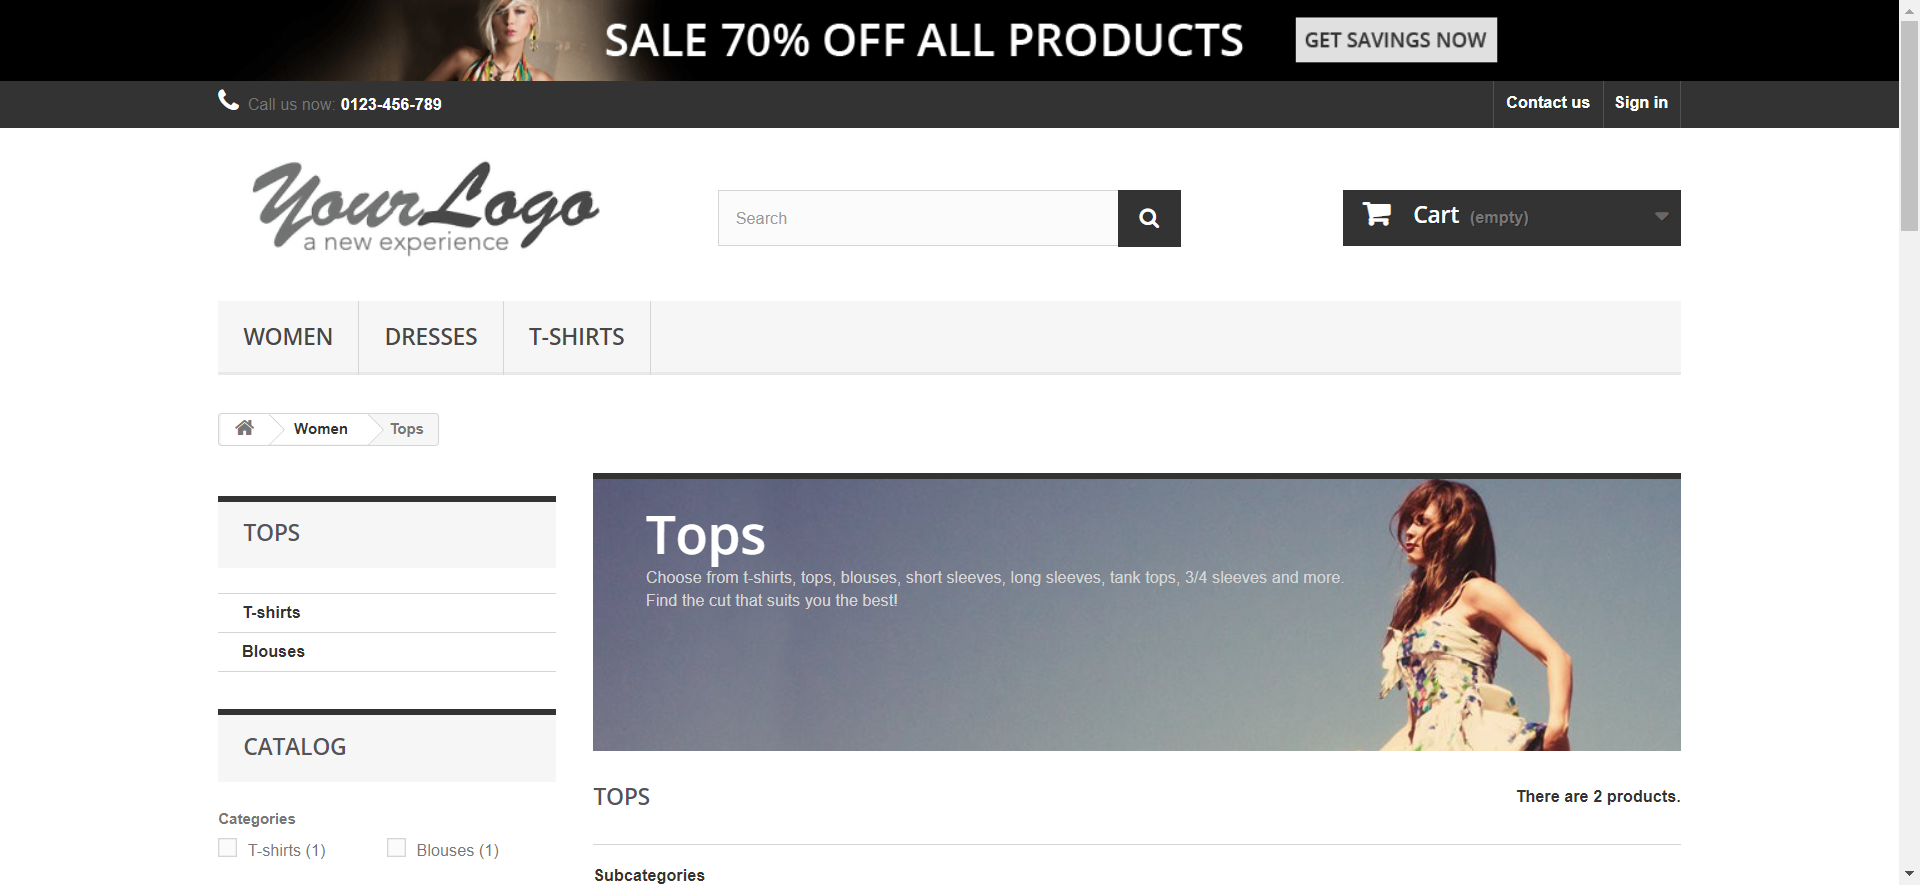 SALE 70% OFF ALL PRODUCTS
GET SAVINGS NOW
Call us now: 0123-456-789
Contact us
Sign in
Your Logo
a new experience
Search
Cart (empty)
WOMEN
DRESSES
T-SHIRTS
Women
Tops
TOPS
T-shirts
Blouses
CATALOG
Categories
T-shirts (1)
Blouses (1)
Tops
Choose from t-shirts, tops, blouses, short sleeves, long sleeves, tank tops, 3/4 sleeves and more.
Find the cut that suits you the best!
TOPS
There are 2 products.
Subcategories